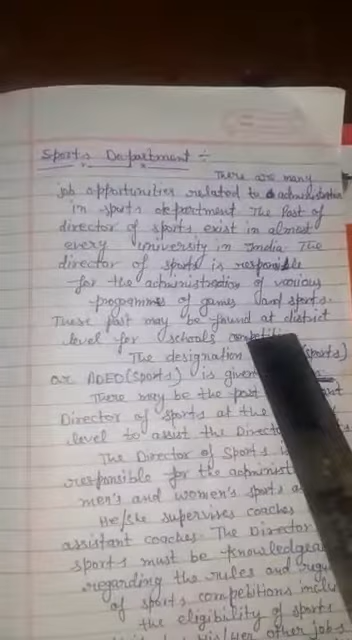 Sports Department :-
There are many
job opportunities related to administration
in sports department The Post of
director of sports exist in almost
every university in India The
director of sports is responsible
for the administration of various
programms of games and sports.
These post may be found at district
level for schools
The designation (sports)
or ADEO (Sports) is given
There may be the post
Director of sports at the
level to assist the Direct
The Director of Sports is
responsible for the administ
men's and women's sports
He/she supervises coaches
assistant coaches. The Director
sports must be knowledgea
regarding the rules and regu
of sports competitions inclu
the eligibility of sports
other jobs